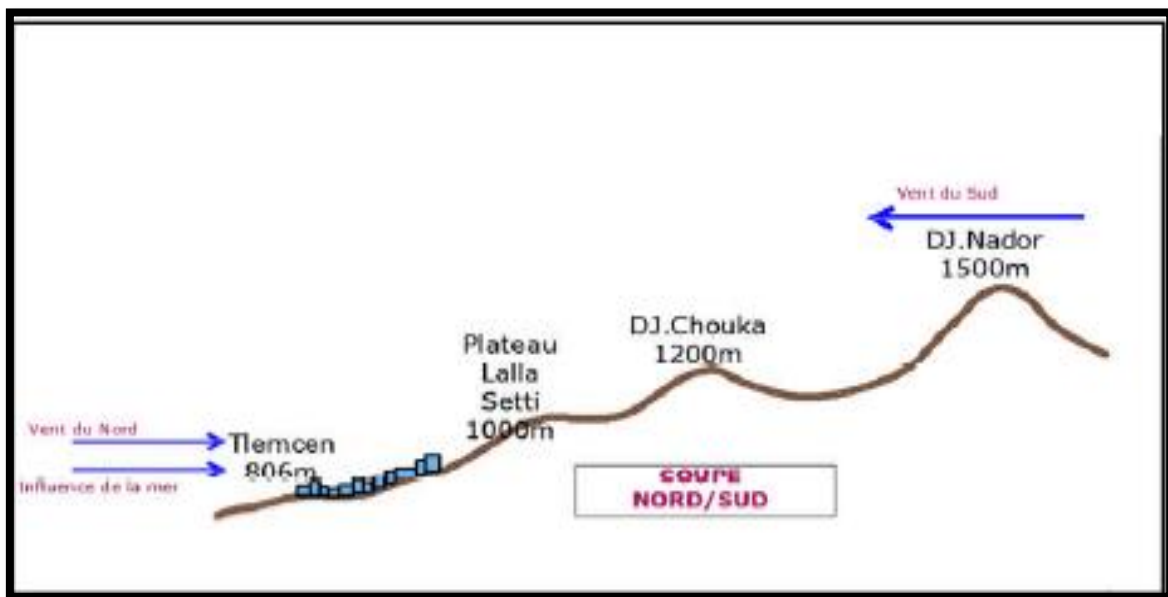 Vent du Sud
DJ.Nador
1500m
DJ.Chouka
1200m
Plateau
Lalla
Setti
1000m
Vent du Nord
Tlemcen
806m
Influence de la mer
COUPE
NORD/SUD